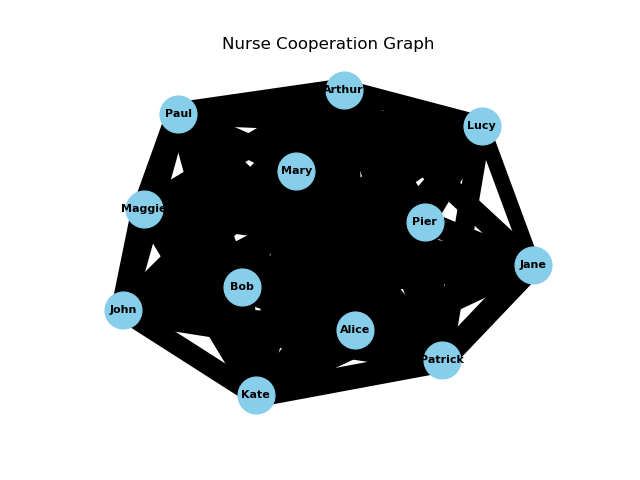 Nurse Cooperation Graph
Arthur
Paul
Lucy
Mary
Maggie
Pier
Jane
Bob
John
Alice
Patrick
Kate